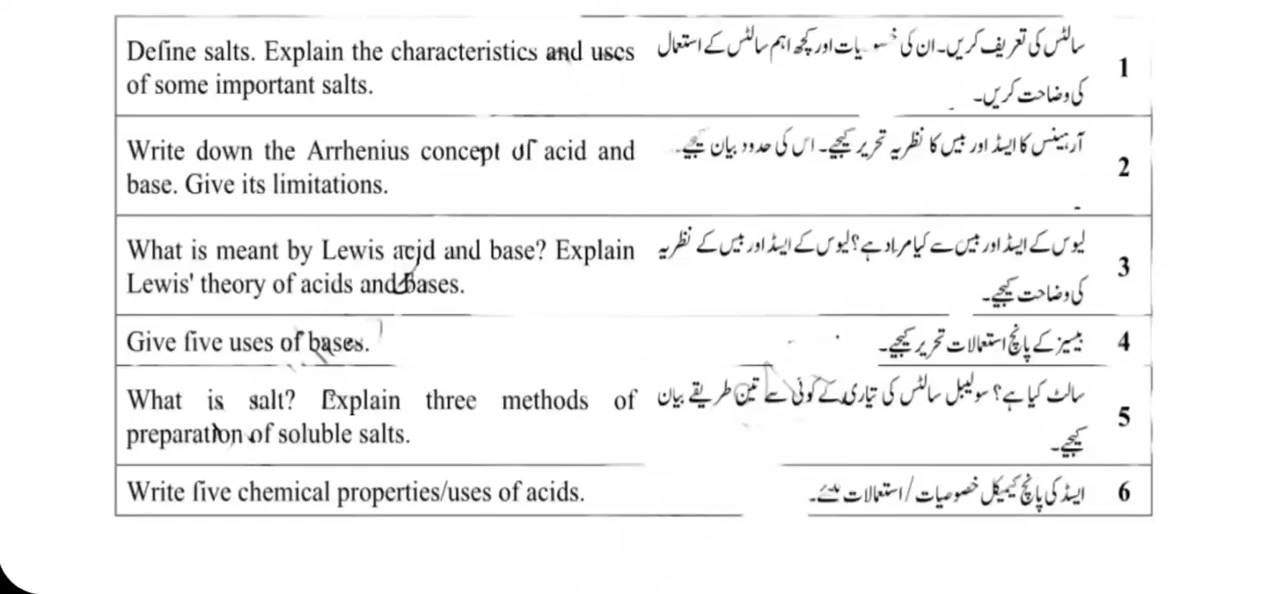 Define salts. Explain the characteristics and uses
of some important salts.
سالٹس کی تعریف کریں۔ ان کی خصوصیات اور کچھ اہم سالٹس کے استعمال
کی وضاحت کریں۔
1
Write down the Arrhenius concept of acid and
base. Give its limitations.
آرہینس کا ایسڈ اور بیس کا نظریہ تحریر کیجیے۔ اس کی حدود بیان کیجیے۔
2
What is meant by Lewis acid and base? Explain
Lewis' theory of acids and bases.
لیوس کے ایسڈ اور بیس سے کیا مراد ہے؟ لیوس کے ایسڈ اور بیس کے نظریہ
کی وضاحت کیجیے۔
3
Give five uses of bases.
بیسیز کے پانچ استعمالات تحریر کیجیے۔
4
What is salt? Explain three methods of
preparation of soluble salts.
سالٹ کیا ہے؟ سولیبل سالٹس کی تیاری کے کوئی سے تین طریقے بیان
کیجیے۔
5
Write five chemical properties/uses of acids.
ایسڈ کی پانچ کیمیکل خصوصیات/استعمالات
6